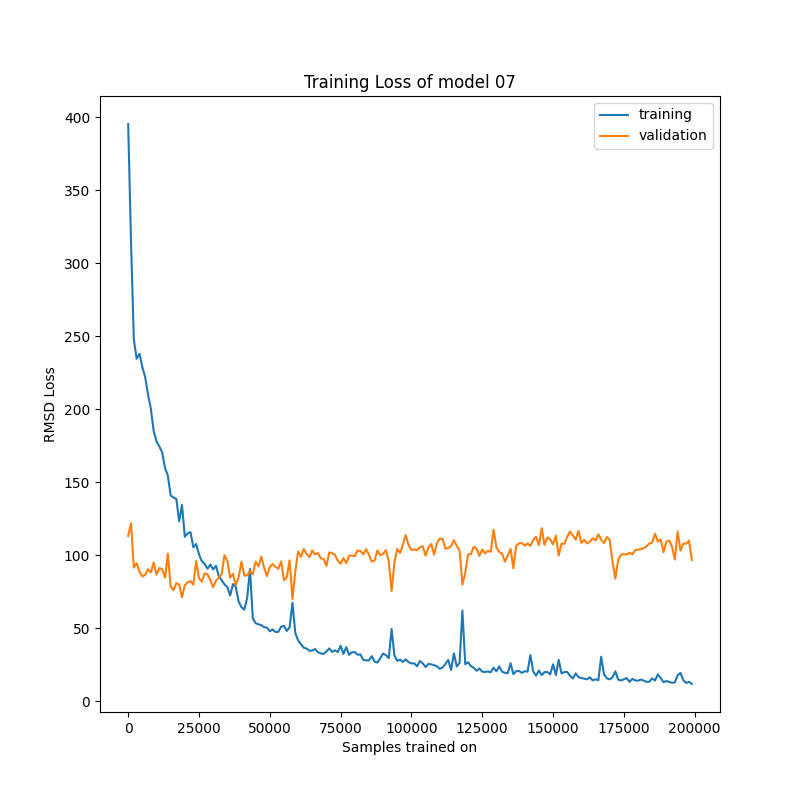 Training Loss of model 07
training
validation
RMSD Loss
400
350
300
250
200
150
100
50
0
0 25000 50000 75000 100000 125000 150000 175000 200000
Samples trained on